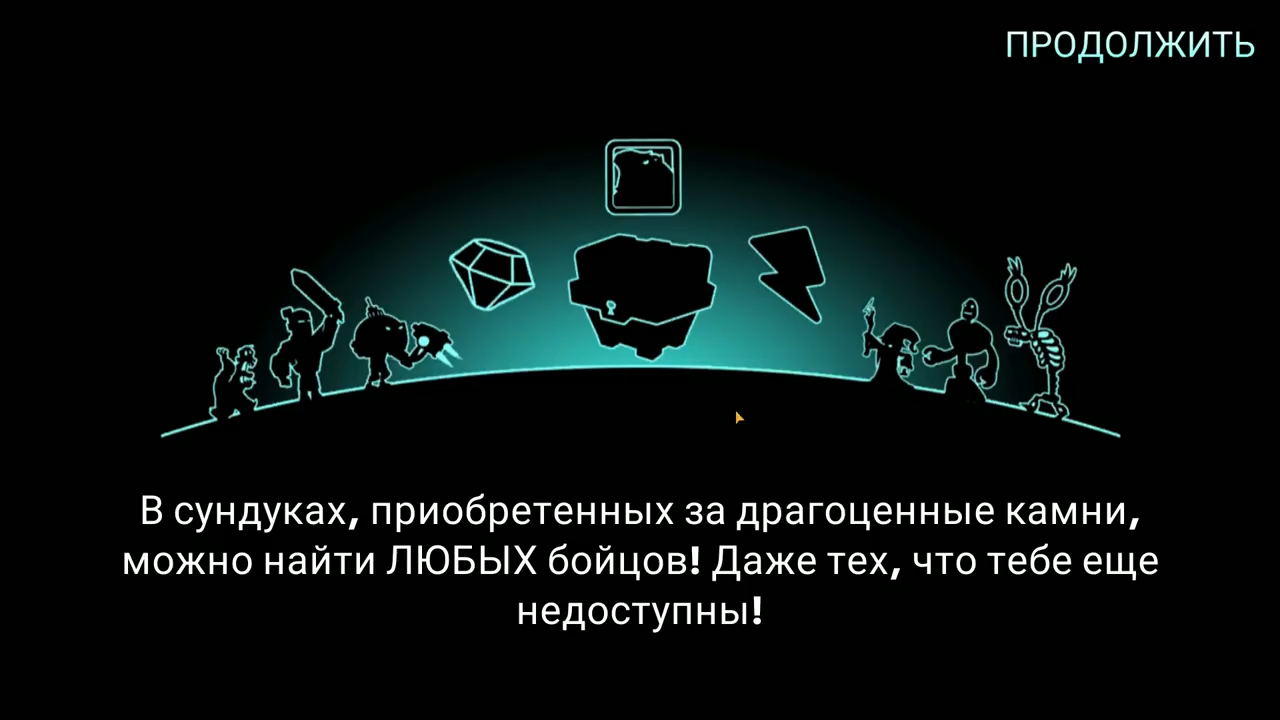 ПРОДОЛЖИТЬ
В сундуках, приобретенных за драгоценные камни,
можно найти ЛЮБЫХ бойцов! Даже тех, что тебе еще
недоступны!